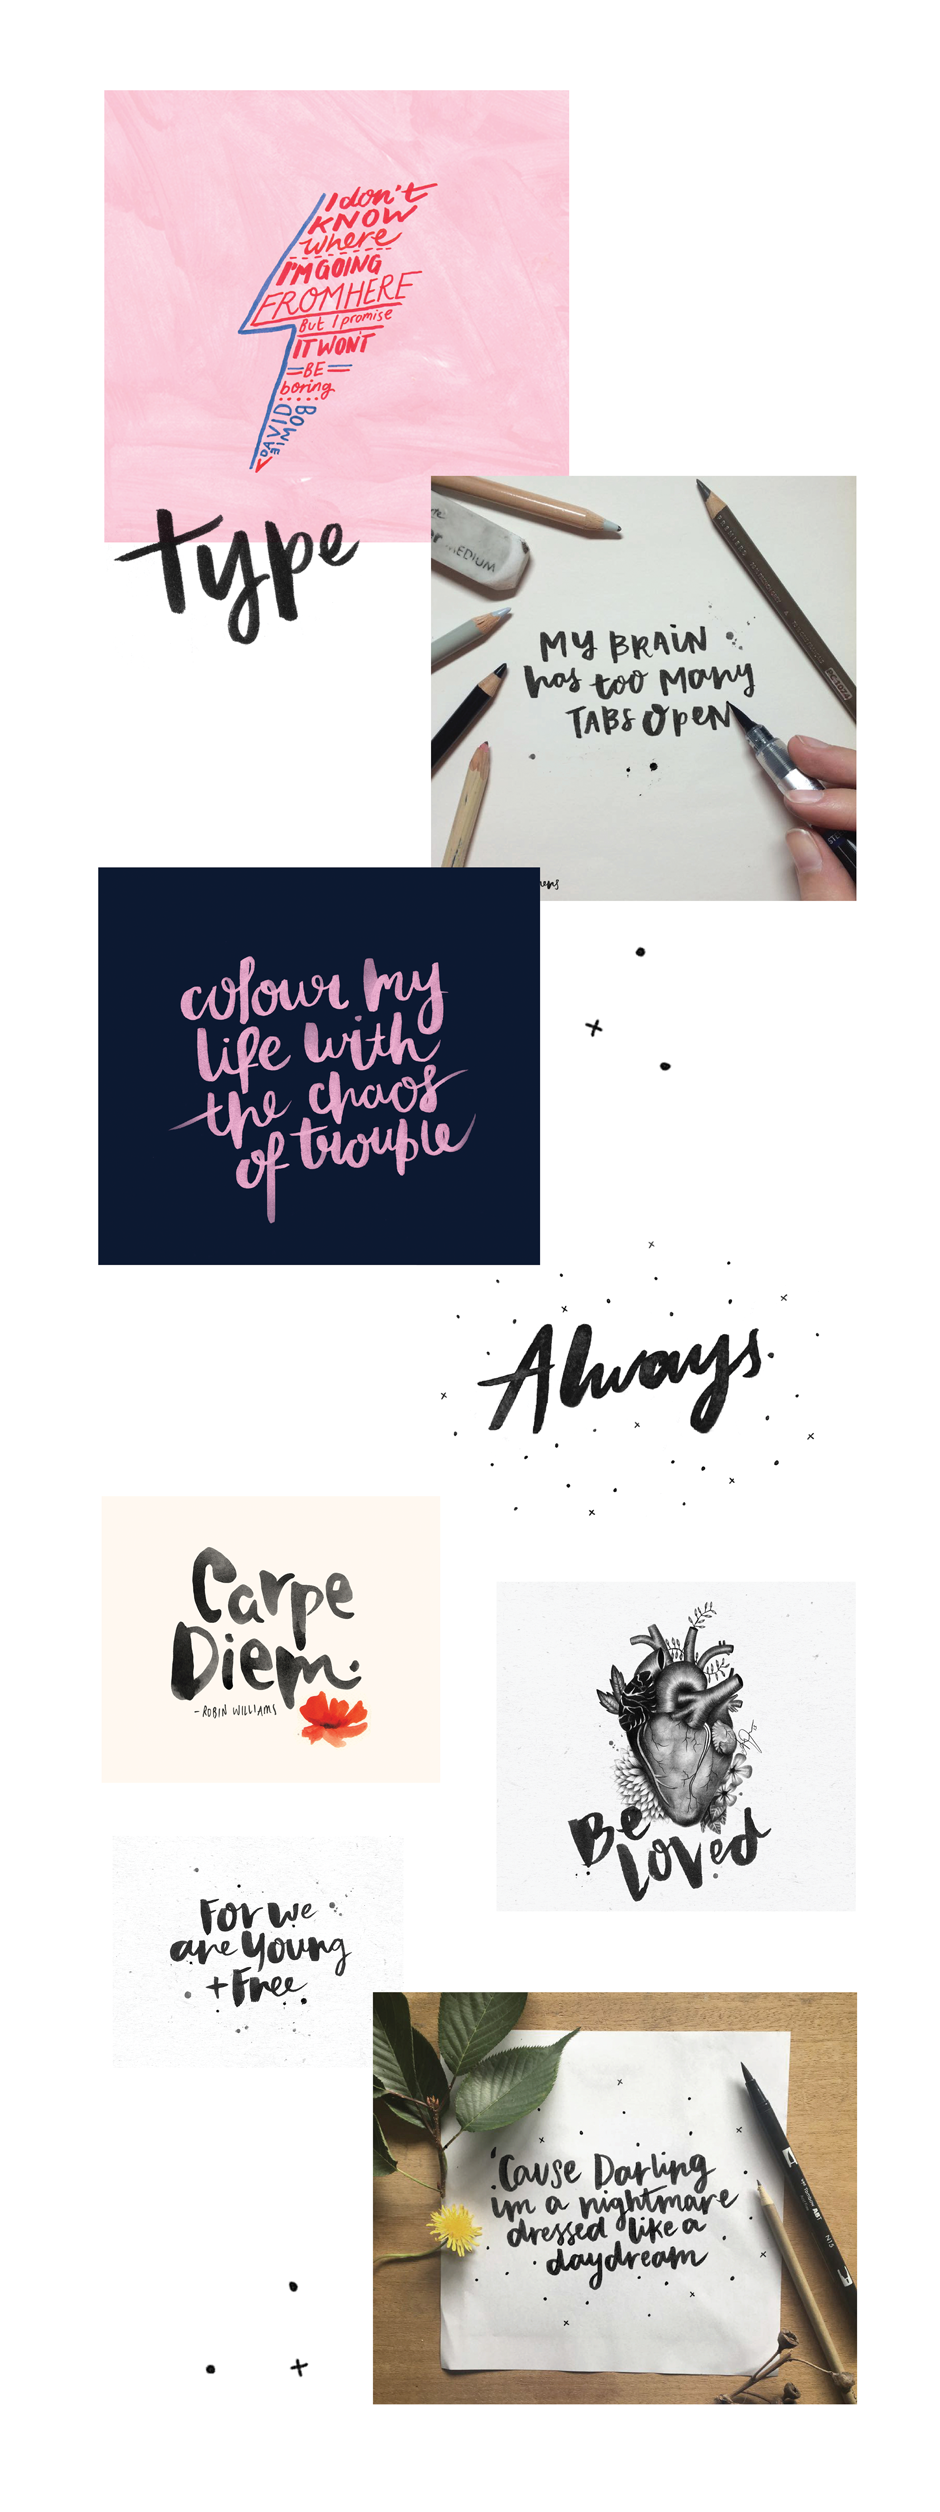 I don't
KNOW
where
I'M GOING
FROM HERE
But I promise
IT WON'T
BE
boring
DAVID
BOWIE
type
MEDIUM
MY BRAIN
has too Many
TABS OPEN
colour my
life with
the chaos
of trouble
Always
Carpe
Diem.
-ROBIN WILLIAMS
Be
loved
For we
are Young
+ Free
'Cause Darling
im a nightmare
dressed like a
daydream
ABT
N15